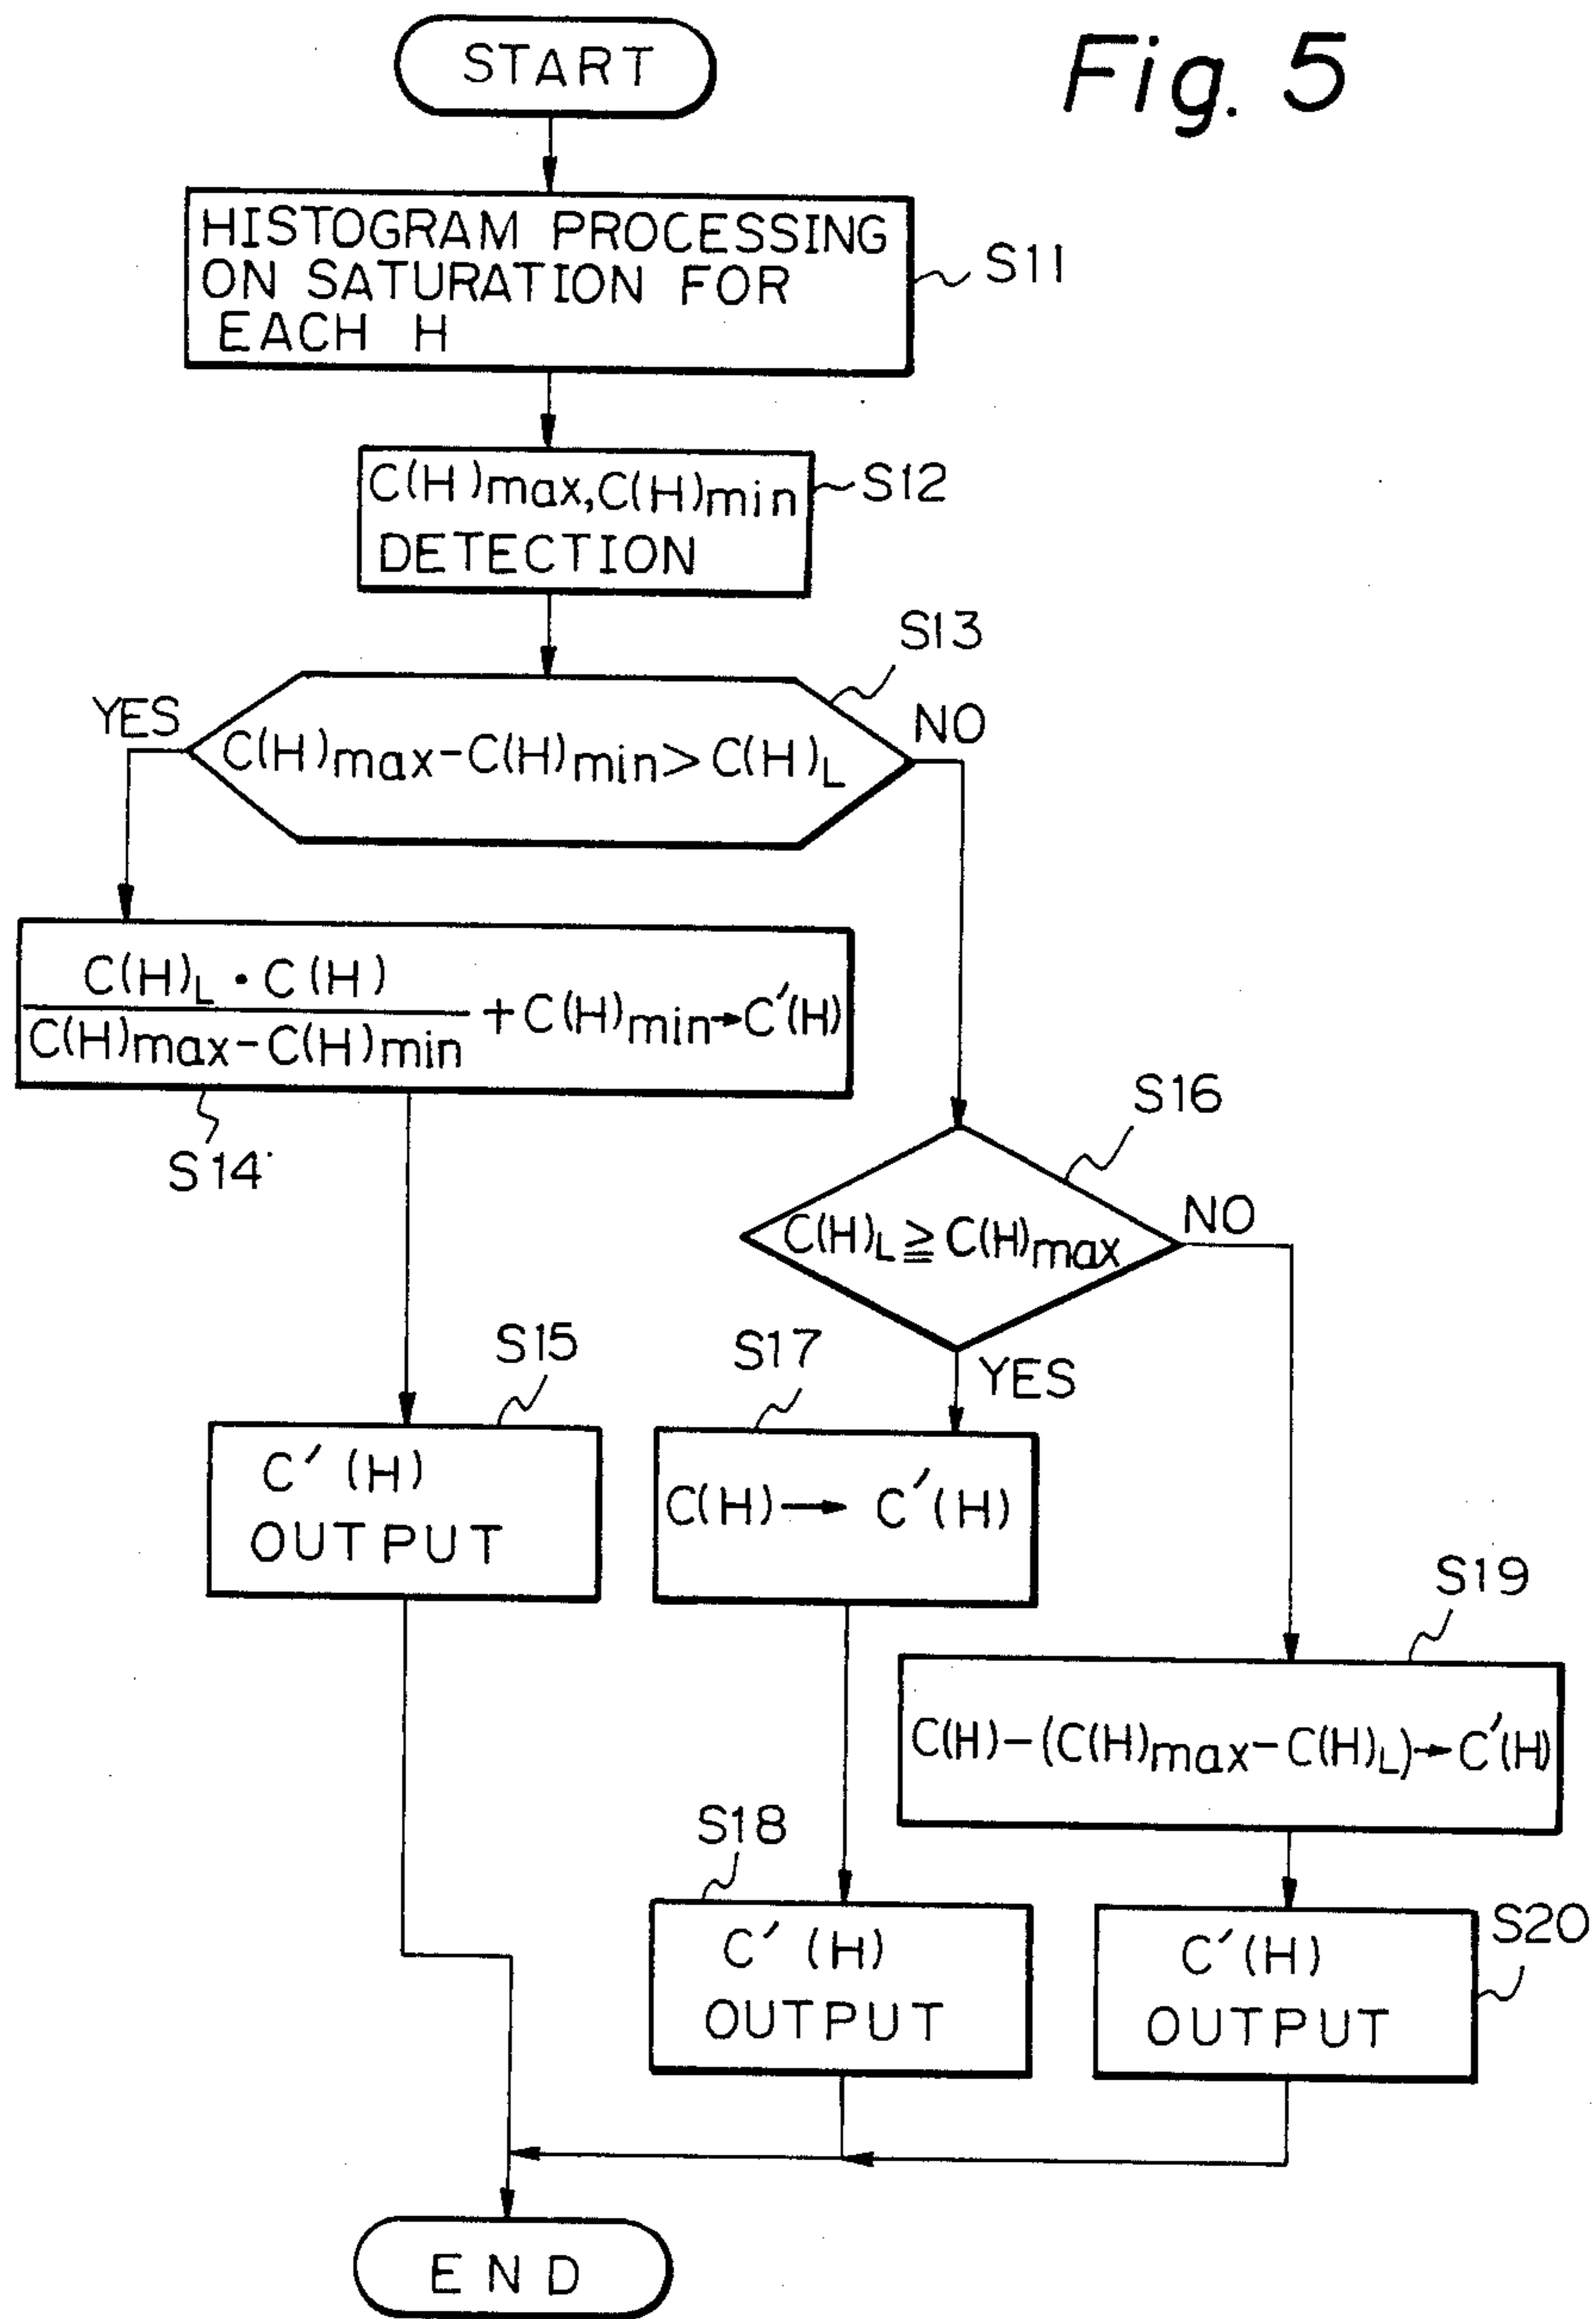 Fig. 5
START
HISTOGRAM PROCESSING
ON SATURATION FOR
EACH H
S11
C(H)max,C(H)min
DETECTION
S12
S13
YES
NO
C(H)max-C(H)min>C(H)L
C(H)L・C(H)
C(H)max-C(H)min
+C(H)min→C′(H)
S14
S16
C(H)L≧C(H)max
NO
YES
S15
C′(H)
OUTPUT
S17
C(H)→ C′(H)
S19
C(H)-(C(H)max-C(H)L)→C′(H)
S18
C′(H)
OUTPUT
S20
C′(H)
OUTPUT
END